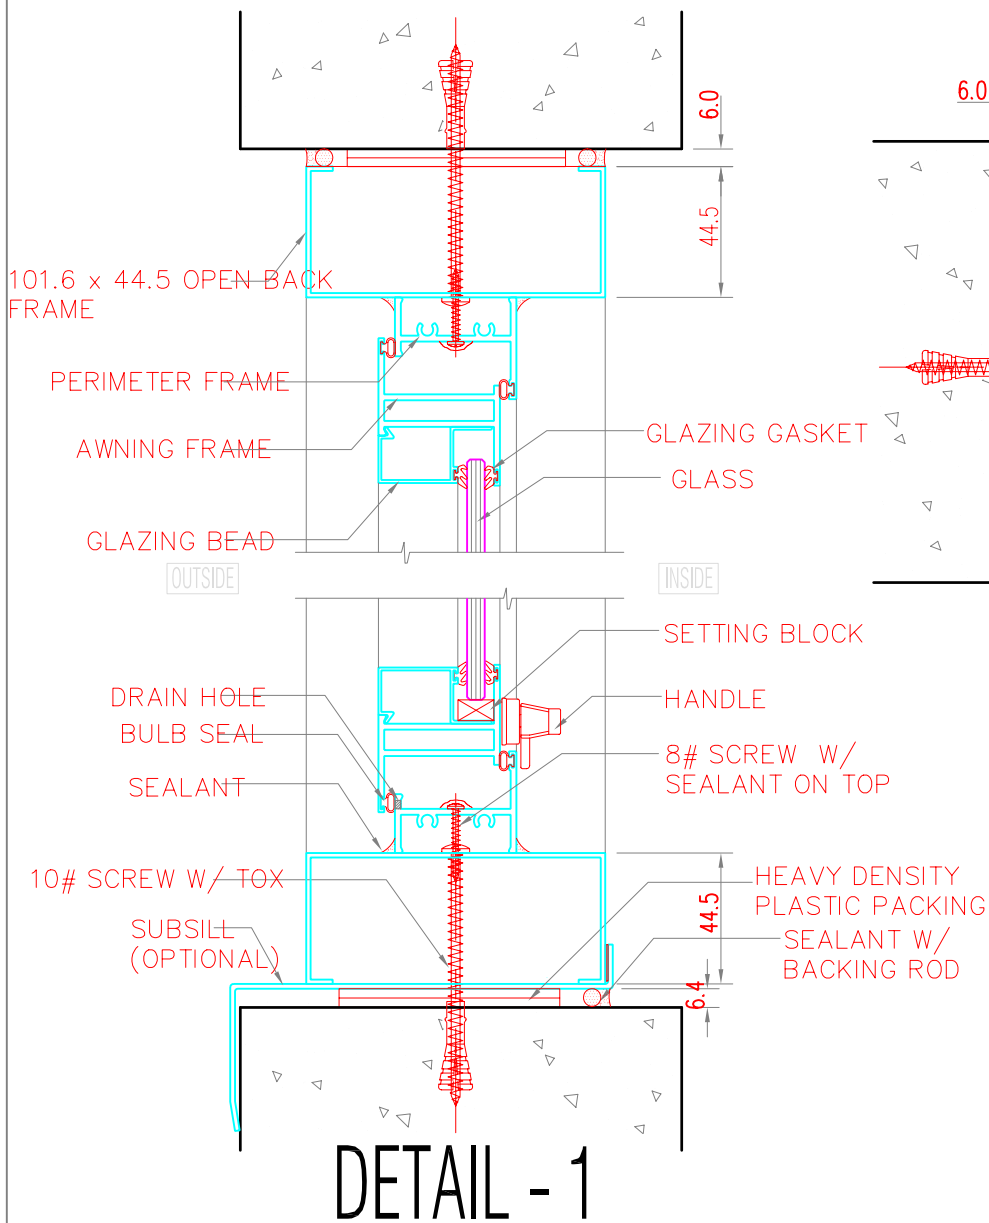 6.0
6.0
44.5
101.6 x 44.5 OPEN BACK
FRAME
PERIMETER FRAME
AWNING FRAME
GLAZING GASKET
GLASS
GLAZING BEAD
OUTSIDE
INSIDE
SETTING BLOCK
DRAIN HOLE
HANDLE
BULB SEAL
8# SCREW W/
SEALANT ON TOP
SEALANT
10# SCREW W/ TOX
HEAVY DENSITY
PLASTIC PACKING
44.5
SUBSILL
(OPTIONAL)
SEALANT W/
BACKING ROD
6.4
DETAIL - 1